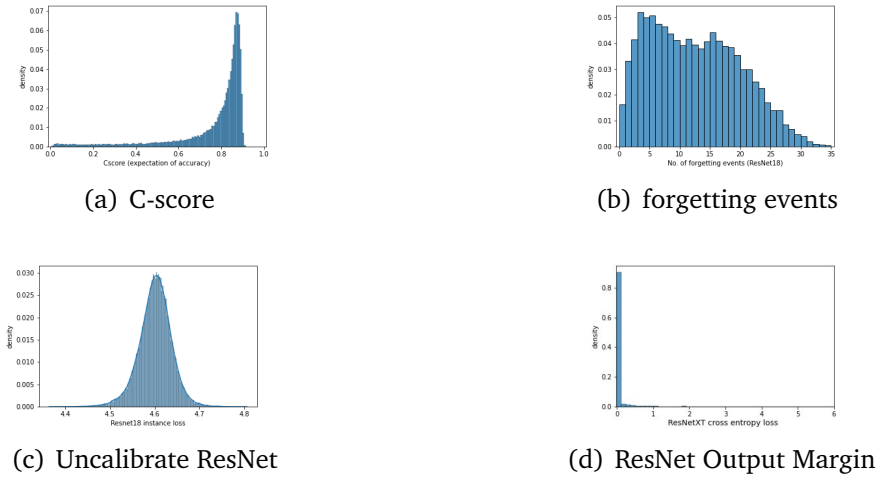 0.07
0.06
0.05
0.04
0.03
0.02
0.01
0.00
density
0.0 0.2 0.4 0.6 0.8 1.0
Cscore (expectation of accuracy)
(a) C-score
0.05
0.04
0.03
0.02
0.01
0.00
density
0 5 10 15 20 25 30 35
No. of forgetting events (ResNet18)
(b) forgetting events
0.030
0.025
0.020
0.015
0.010
0.005
0.000
density
4.4 4.5 4.6 4.7 4.8
Resnet18 instance loss
(c) Uncalibrate ResNet
0.8
0.6
0.4
0.2
0.0
density
0 1 2 3 4 5 6
ResNetXT cross entropy loss
(d) ResNet Output Margin